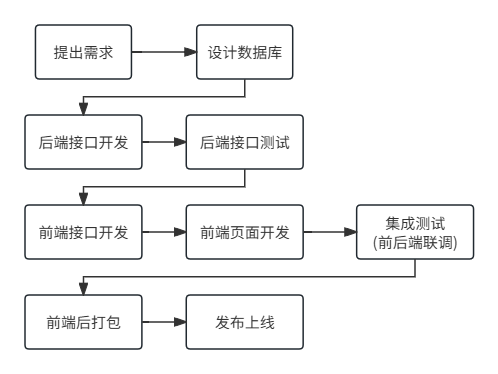 提出需求
设计数据库
后端接口开发
后端接口测试
前端接口开发
前端页面开发
集成测试
(前后端联调)
前端后打包
发布上线